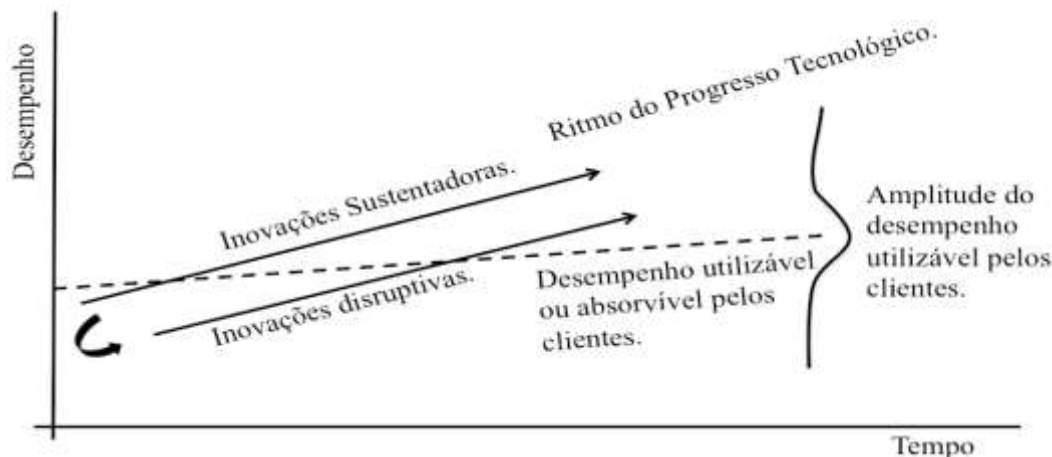 Desempenho
Ritmo do Progresso Tecnológico.
Inovações Sustentadoras.
Inovações disruptivas.
Desempenho utilizável
ou absorvível pelos
clientes.
Amplitude do
desempenho
utilizável pelos
clientes.
Tempo